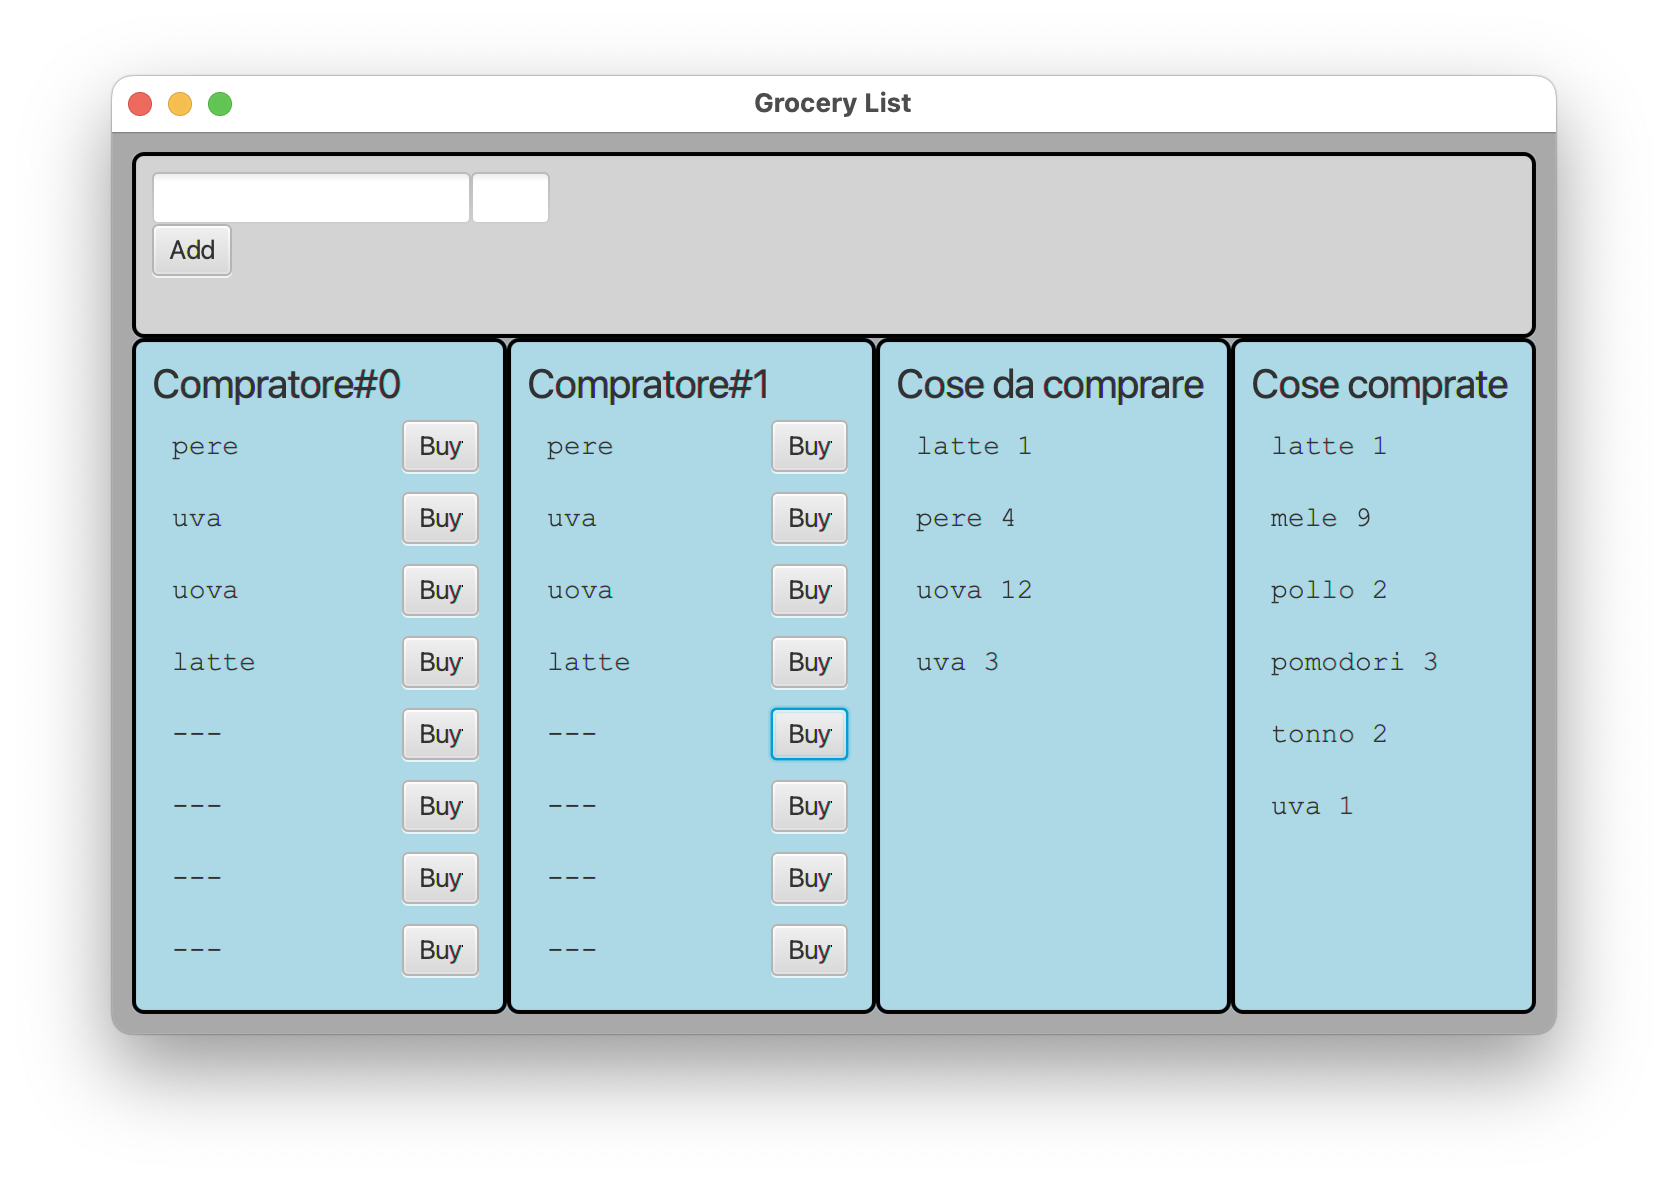 Grocery List
Add
Compratore#0
pere Buy
uva Buy
uova Buy
latte Buy
--- Buy
--- Buy
--- Buy
--- Buy
Compratore#1
pere Buy
uva Buy
uova Buy
latte Buy
--- Buy
--- Buy
--- Buy
--- Buy
Cose da comprare
latte 1
pere 4
uova 12
uva 3
Cose comprate
latte 1
mele 9
pollo 2
pomodori 3
tonno 2
uva 1